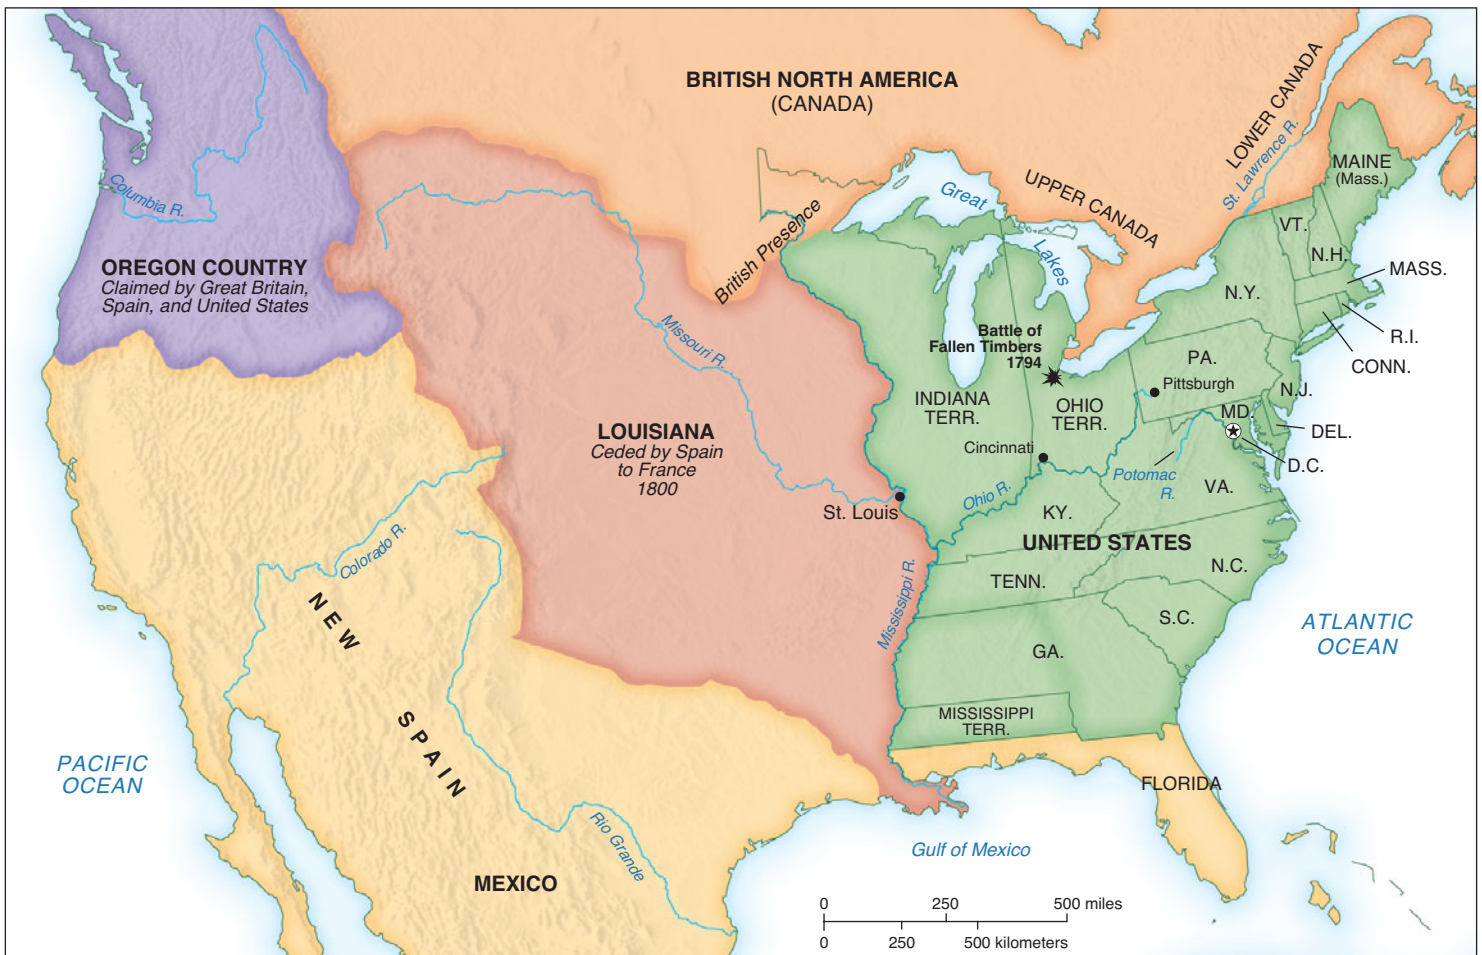 BRITISH NORTH AMERICA
(CANADA)
LOWER CANADA
St. Lawrence R.
UPPER CANADA
MAINE
(Mass.)
VT.
N.H.
MASS.
R.I.
CONN.
N.Y.
Great
Lakes
British Presence
Columbia R.
OREGON COUNTRY
Claimed by Great Britain,
Spain, and United States
Missouri R.
Battle of
Fallen Timbers
1794
PA.
Pittsburgh
N.J.
INDIANA
TERR.
OHIO
TERR.
MD.
DEL.
D.C.
LOUISIANA
Ceded by Spain
to France
1800
Cincinnati
Potomac
R.
VA.
St. Louis
Ohio R.
KY.
UNITED STATES
Colorado R.
N.C.
TENN.
Mississippi R.
S.C.
ATLANTIC
OCEAN
GA.
NEW
SPAIN
MISSISSIPPI
TERR.
PACIFIC
OCEAN
FLORIDA
Rio Grande
Gulf of Mexico
MEXICO
0 250 500 miles
0 250 500 kilometers